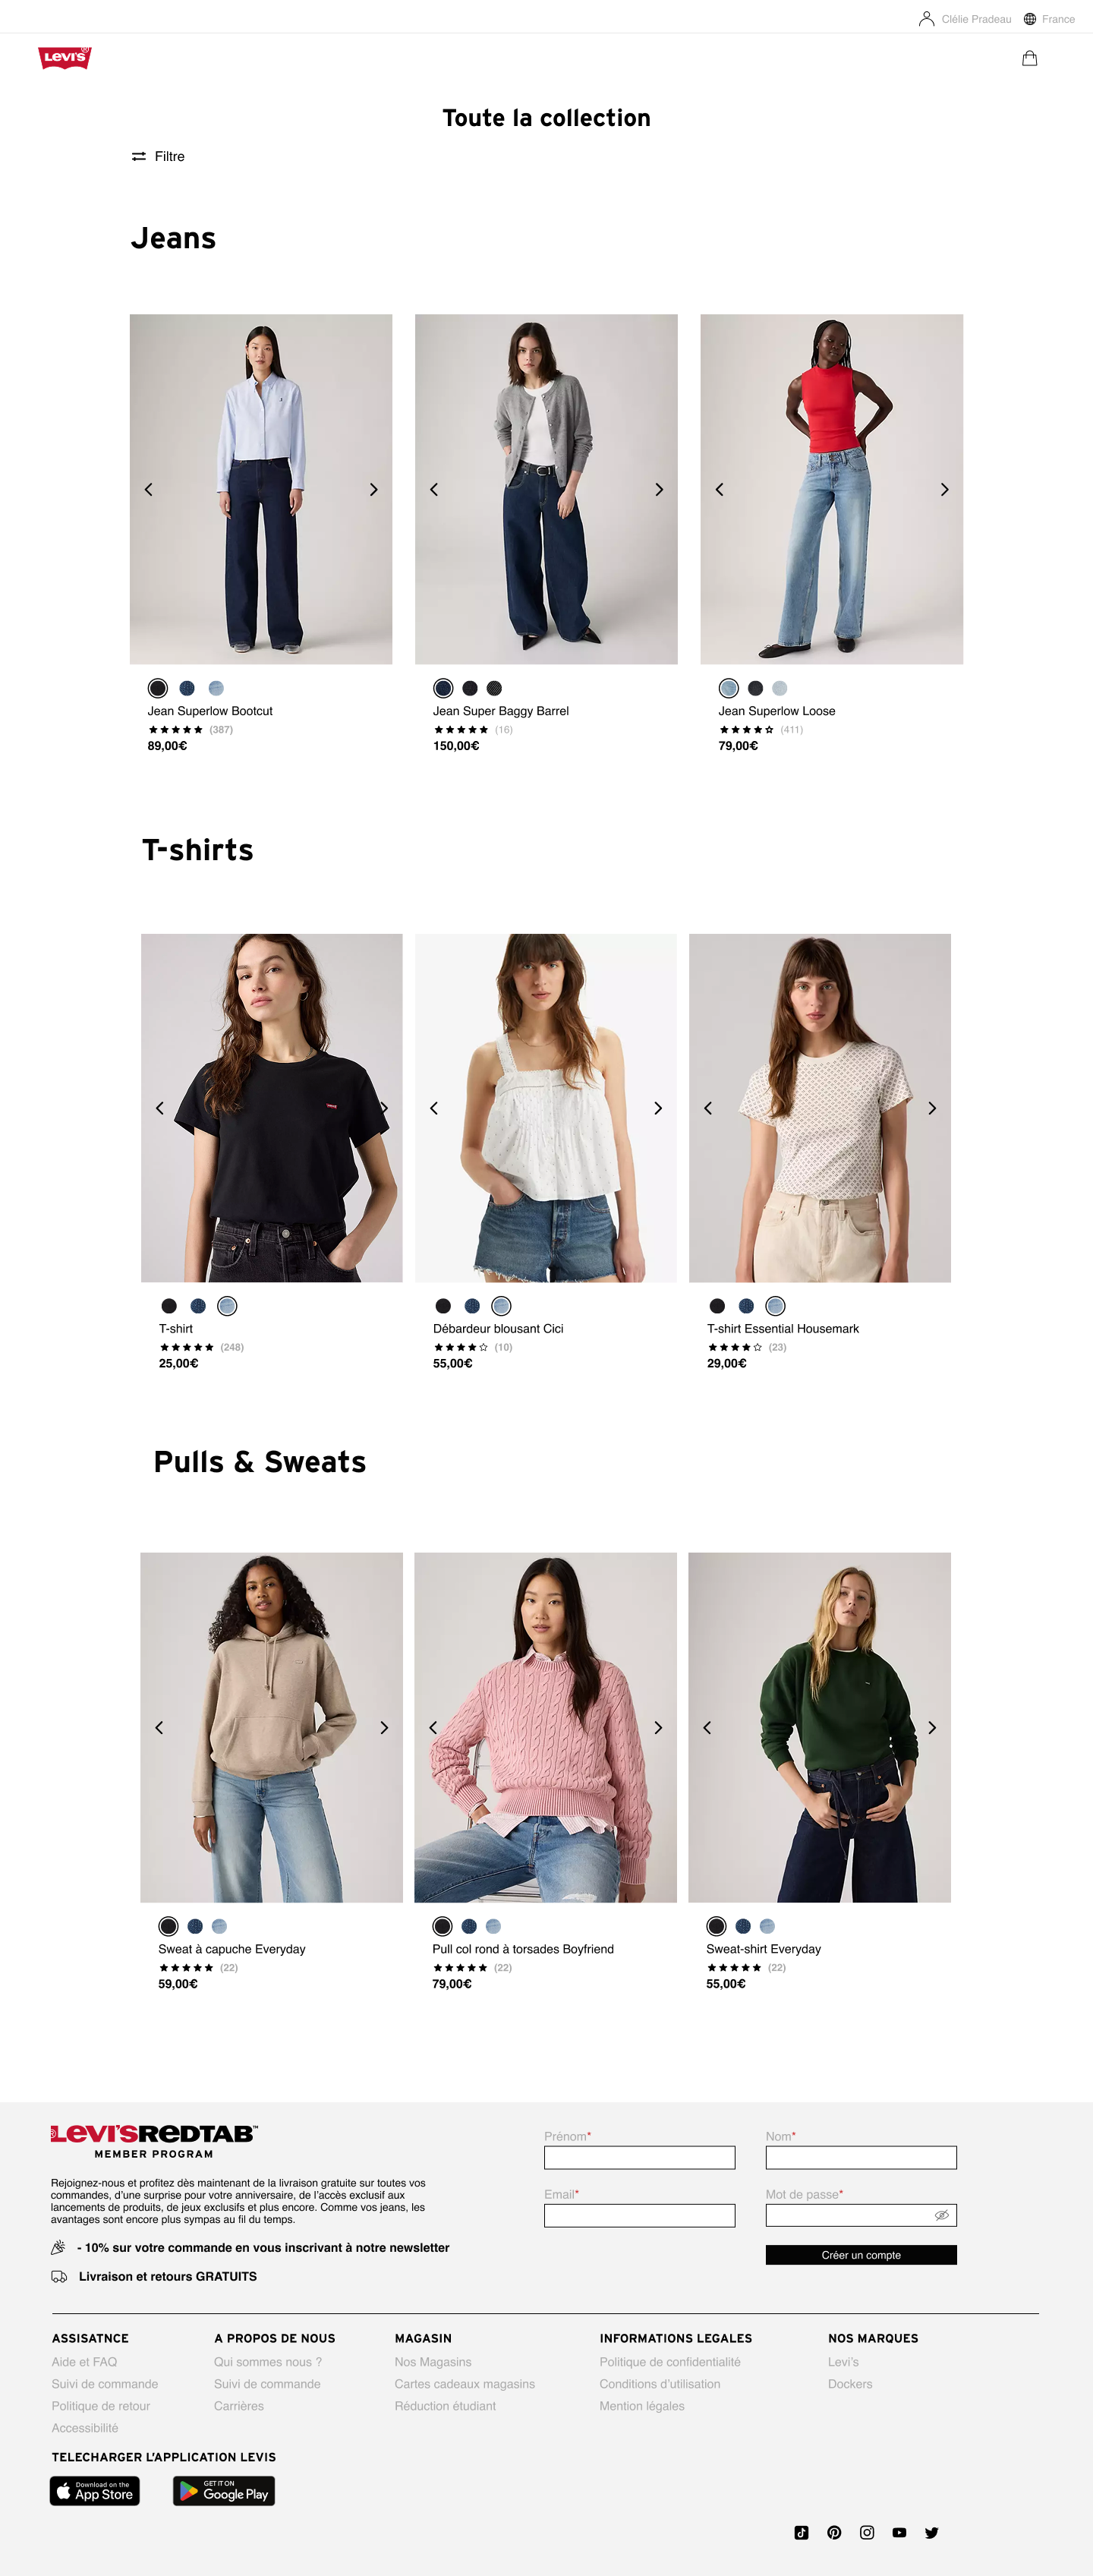 Clélie Pradeau
France
LEVI'S®
Toute la collection
Filtre
Jeans
Jean Superlow Bootcut
(387)
89,00€
Jean Super Baggy Barrel
(16)
150,00€
Jean Superlow Loose
(411)
79,00€
T-shirts
T-shirt
(248)
25,00€
Débardeur blousant Cici
(10)
55,00€
T-shirt Essential Housemark
(23)
29,00€
Pulls & Sweats
Sweat à capuche Everyday
(22)
59,00€
Pull col rond à torsades Boyfriend
(22)
79,00€
Sweat-shirt Everyday
(22)
55,00€
LEVI'SREDTAB™
MEMBER PROGRAM
Rejoignez-nous et profitez dès maintenant de la livraison gratuite sur toutes vos
commandes, d'une surprise pour votre anniversaire, de l'accès exclusif aux
lancements de produits, de jeux exclusifs et plus encore. Comme vos jeans, les
avantages sont encore plus sympas au fil du temps.
- 10% sur votre commande en vous inscrivant à notre newsletter
Livraison et retours GRATUITS
Prénom*
Nom*
Email*
Mot de passe*
Créer un compte
ASSISATNCE
Aide et FAQ
Suivi de commande
Politique de retour
Accessibilité
A PROPOS DE NOUS
Qui sommes nous ?
Suivi de commande
Carrières
MAGASIN
Nos Magasins
Cartes cadeaux magasins
Réduction étudiant
INFORMATIONS LEGALES
Politique de confidentialité
Conditions d'utilisation
Mention légales
NOS MARQUES
Levi's
Dockers
TELECHARGER L'APPLICATION LEVIS
Download on the
App Store
GET IT ON
Google Play